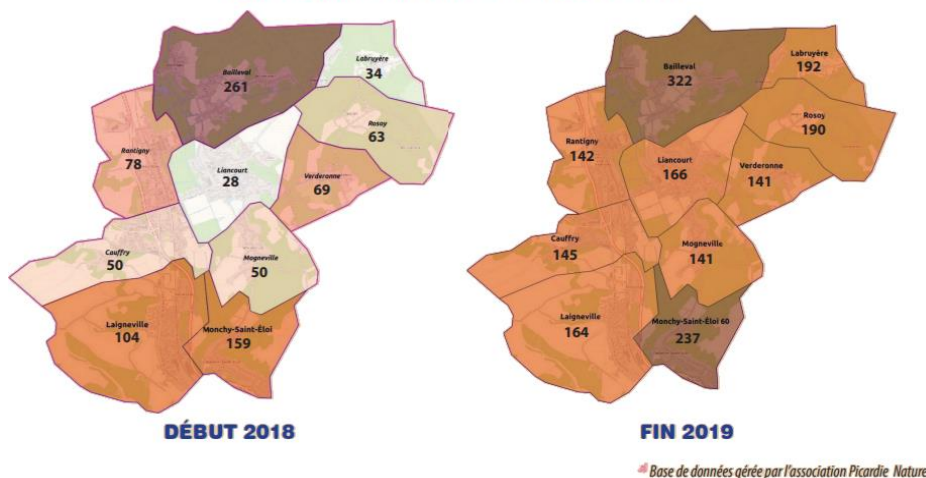 Bailleval
261
Labruyère
34
Rosoy
63
Rantigny
78
Liancourt
28
Verderonne
69
Cauffry
50
Mogneville
50
Laigneville
104
Monchy-Saint-Éloi
159
DÉBUT 2018
Bailleval
322
Labruyère
192
Rosoy
190
Rantigny
142
Liancourt
166
Verderonne
141
Cauffry
145
Mogneville
141
Laigneville
164
Monchy-Saint-Éloi 60
237
FIN 2019
Base de données gérée par l'association Picardie Nature